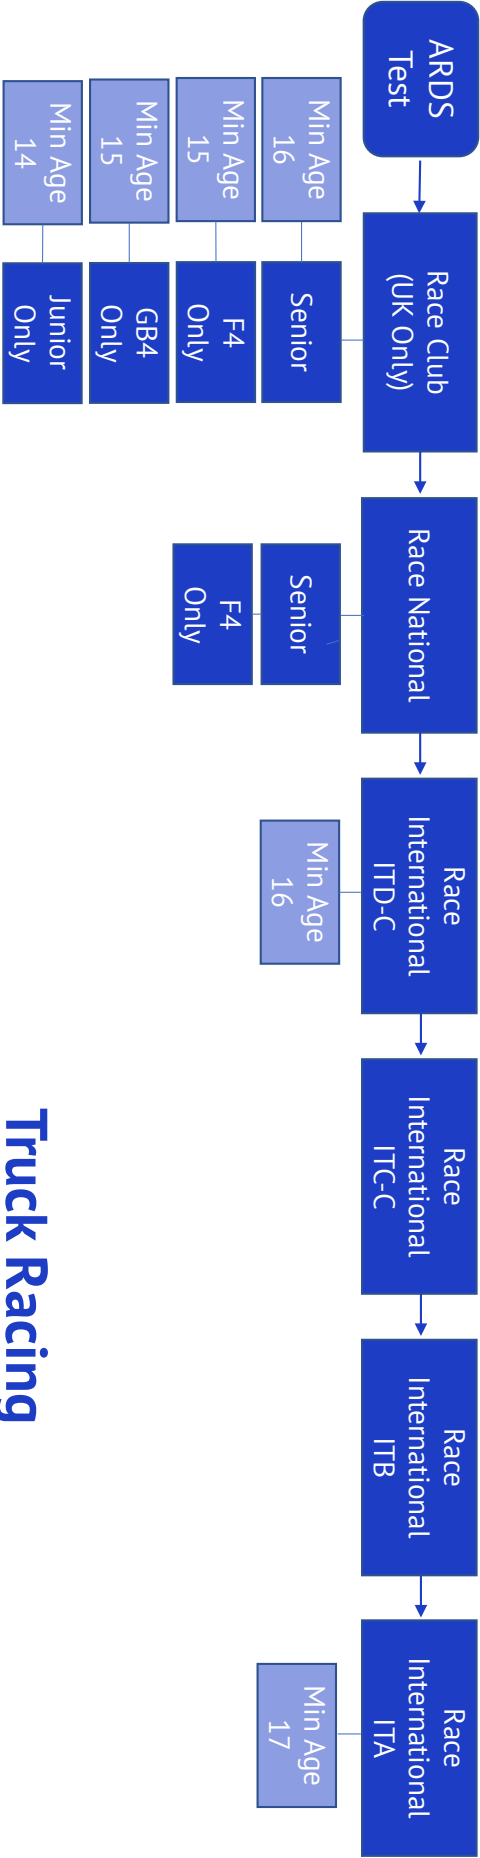 ARDS
Test
Race Club
(UK Only)
Race National
Race
International
ITD-C
Race
International
ITC-C
Race
International
ITB
Race
International
ITA
Min Age
16
Senior
Senior
Min Age
16
Min Age
17
Min Age
15
F4
Only
F4
Only
Min Age
15
GB4
Only
Min Age
14
Junior
Only
Truck Racing